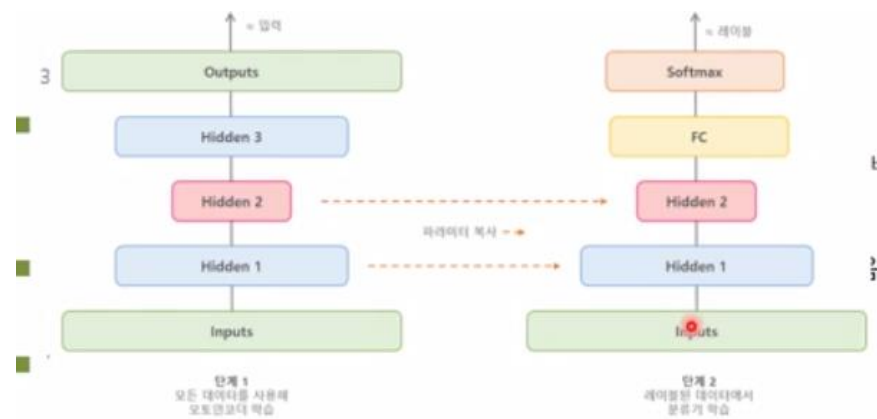 ≈ 입력
Outputs
Hidden 3
Hidden 2
Hidden 1
Inputs
단계 1
모든 데이터를 사용해
오토인코더 학습
파라미터 복사
≈ 레이블
Softmax
FC
Hidden 2
Hidden 1
Inputs
단계 2
레이블된 데이터에서
분류기 학습